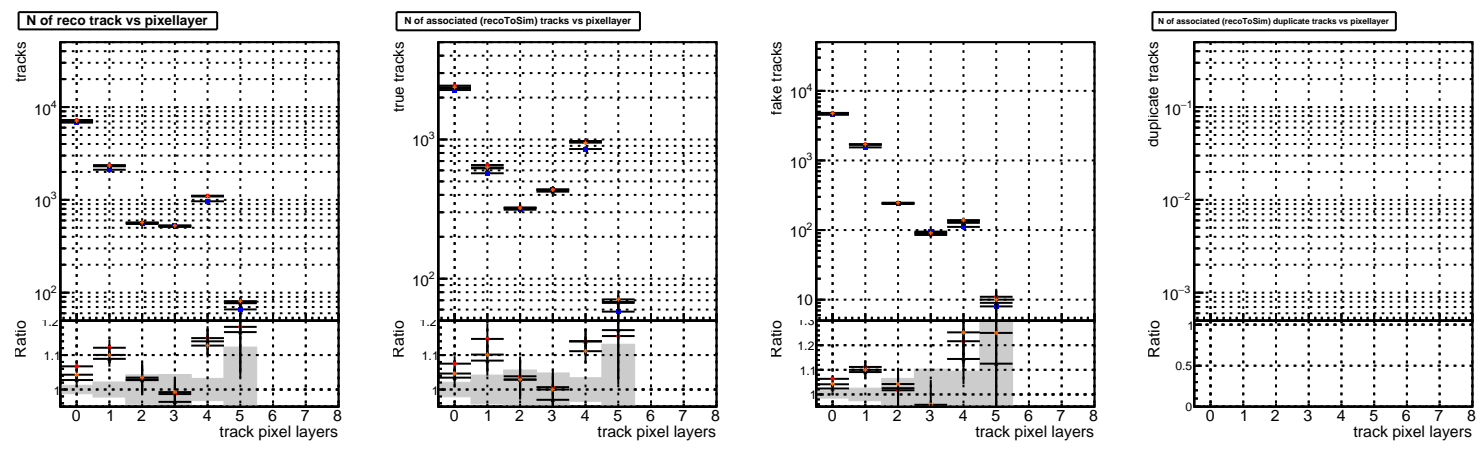 N of reco track vs pixellayer
tracks
10⁴
10³
10²
Ratio
1.2
1.1
1
0 1 2 3 4 5 6 7 8
track pixel layers
N of associated (recoToSim) tracks vs pixellayer
true tracks
10³
10²
Ratio
1.2
1.1
1
0 1 2 3 4 5 6 7 8
track pixel layers
fake tracks
10⁴
10³
10²
10
Ratio
1.3
1.2
1.1
1
0 1 2 3 4 5 6 7 8
track pixel layers
N of associated (recoToSim) duplicate tracks vs pixellayer
duplicate tracks
10⁻¹
10⁻²
10⁻³
Ratio
1
0.5
0
0 1 2 3 4 5 6 7 8
track pixel layers